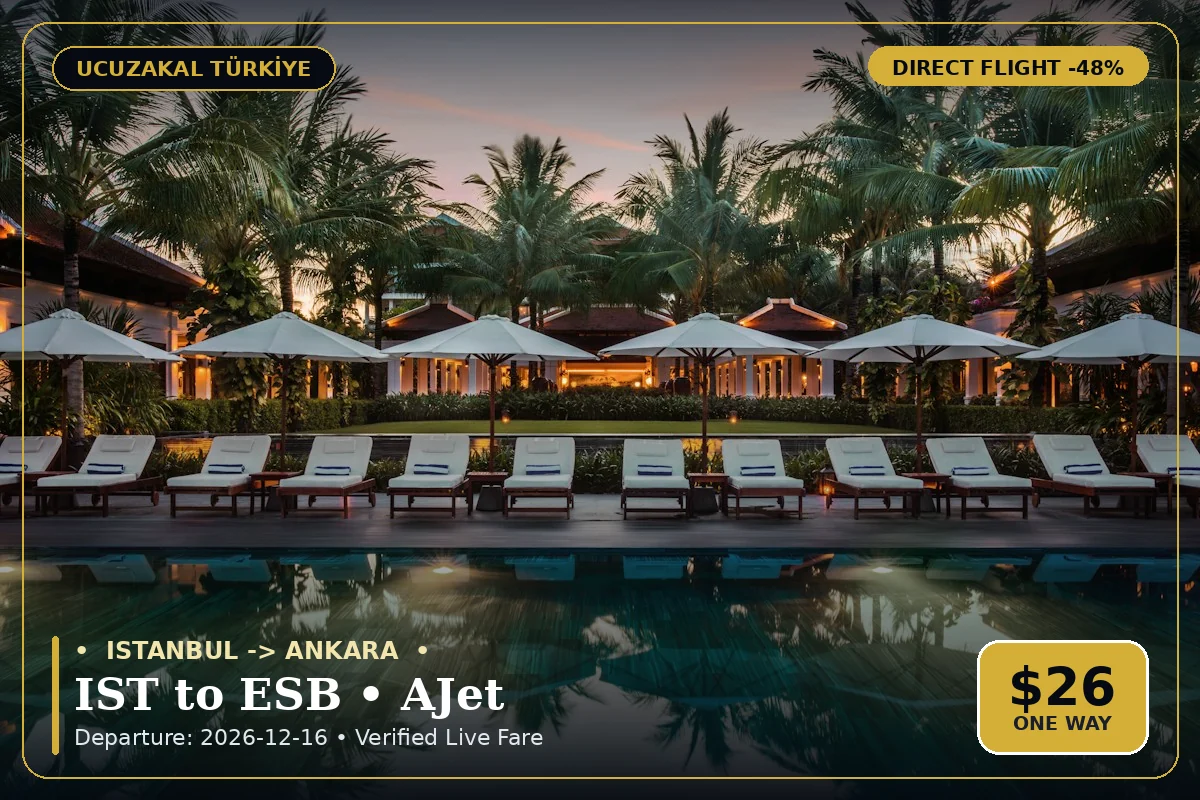 UCUZAKAL TÜRKİYE
DIRECT FLIGHT -48%
• ISTANBUL -> ANKARA •
IST to ESB • AJet
Departure: 2026-12-16 • Verified Live Fare
$26
ONE WAY